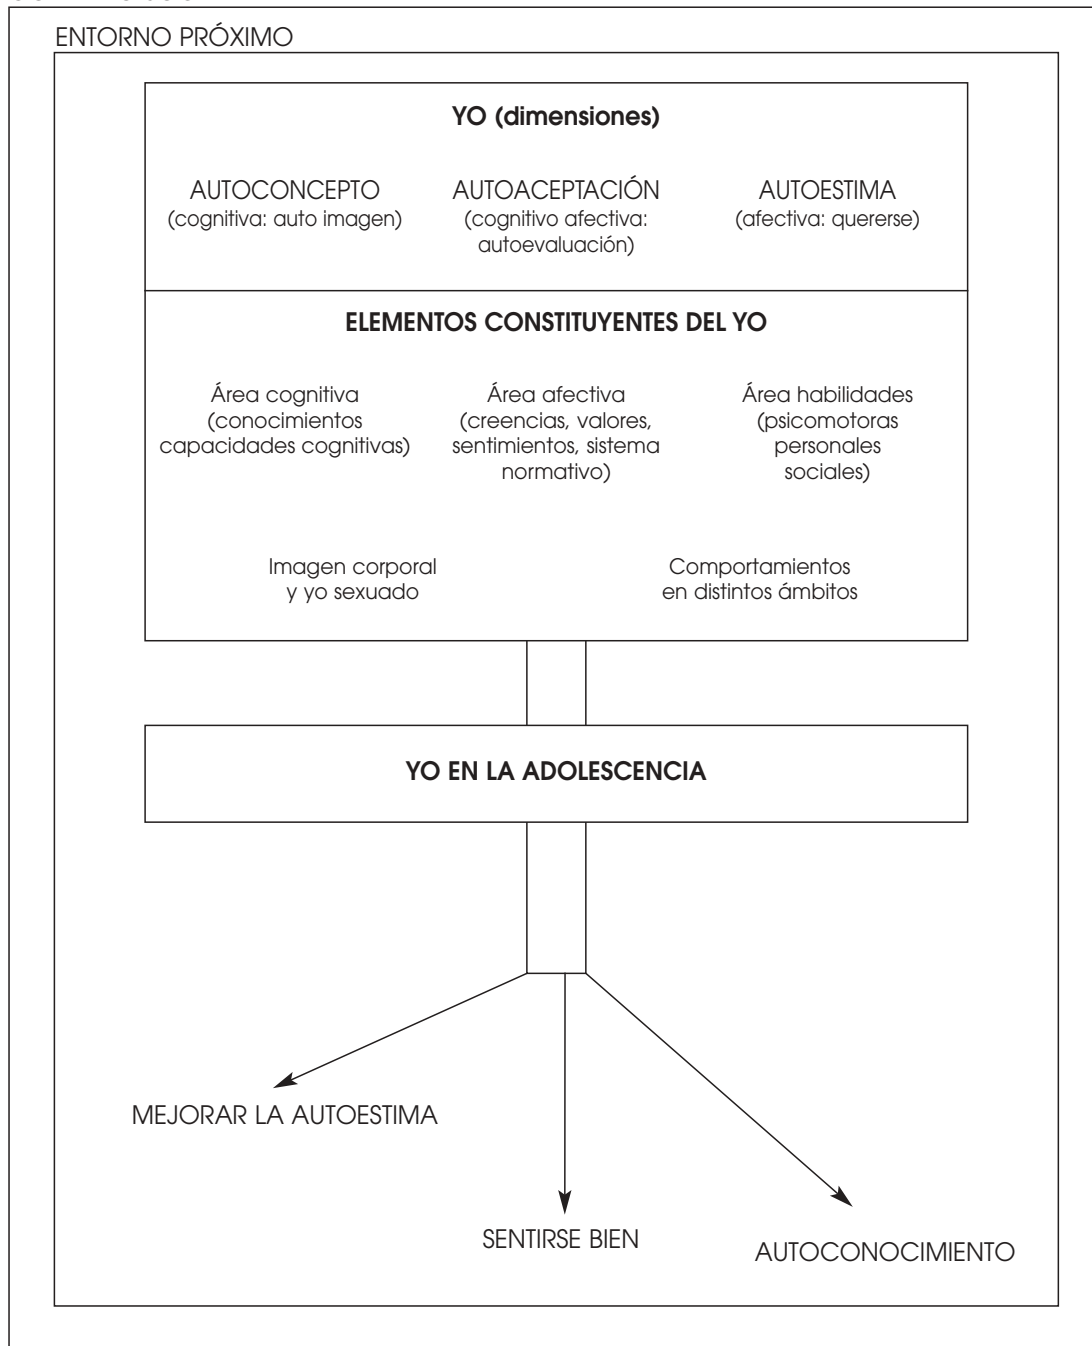 ENTORNO PRÓXIMO
YO (dimensiones)
AUTOCONCEPTO
(cognitiva: auto imagen)
AUTOACEPTACIÓN
(cognitivo afectiva:
autoevaluación)
AUTOESTIMA
(afectiva: quererse)
ELEMENTOS CONSTITUYENTES DEL YO
Área cognitiva
(conocimientos
capacidades cognitivas)
Área afectiva
(creencias, valores,
sentimientos, sistema
normativo)
Área habilidades
(psicomotoras
personales
sociales)
Imagen corporal
y yo sexuado
Comportamientos
en distintos ámbitos
YO EN LA ADOLESCENCIA
MEJORAR LA AUTOESTIMA
SENTIRSE BIEN
AUTOCONOCIMIENTO